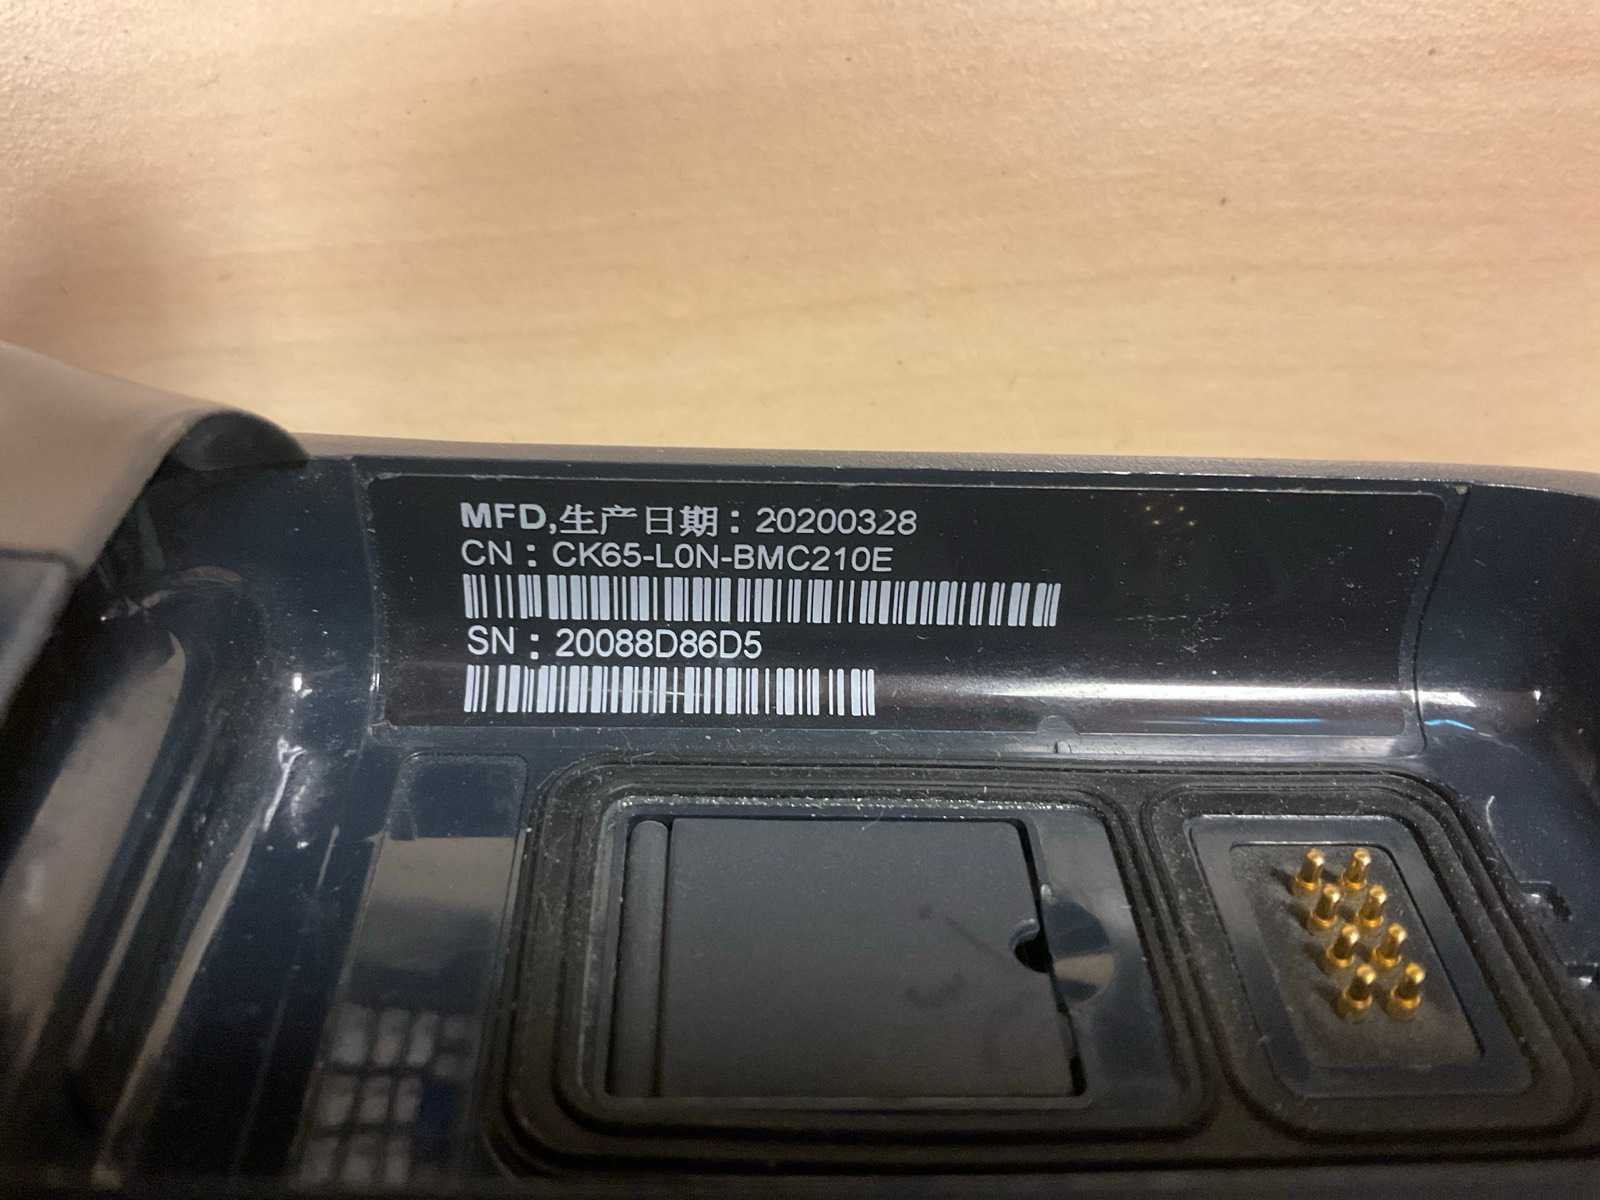 MFD,生产日期：20200328
CN：CK65-L0N-BMC210E
SN：20088D86D5